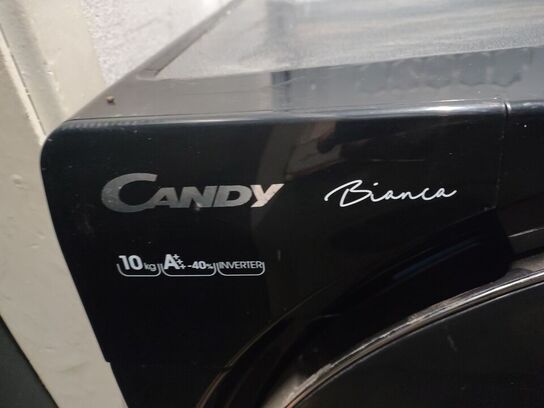 CANDY Bianca
10kg A+++ -40% INVERTER